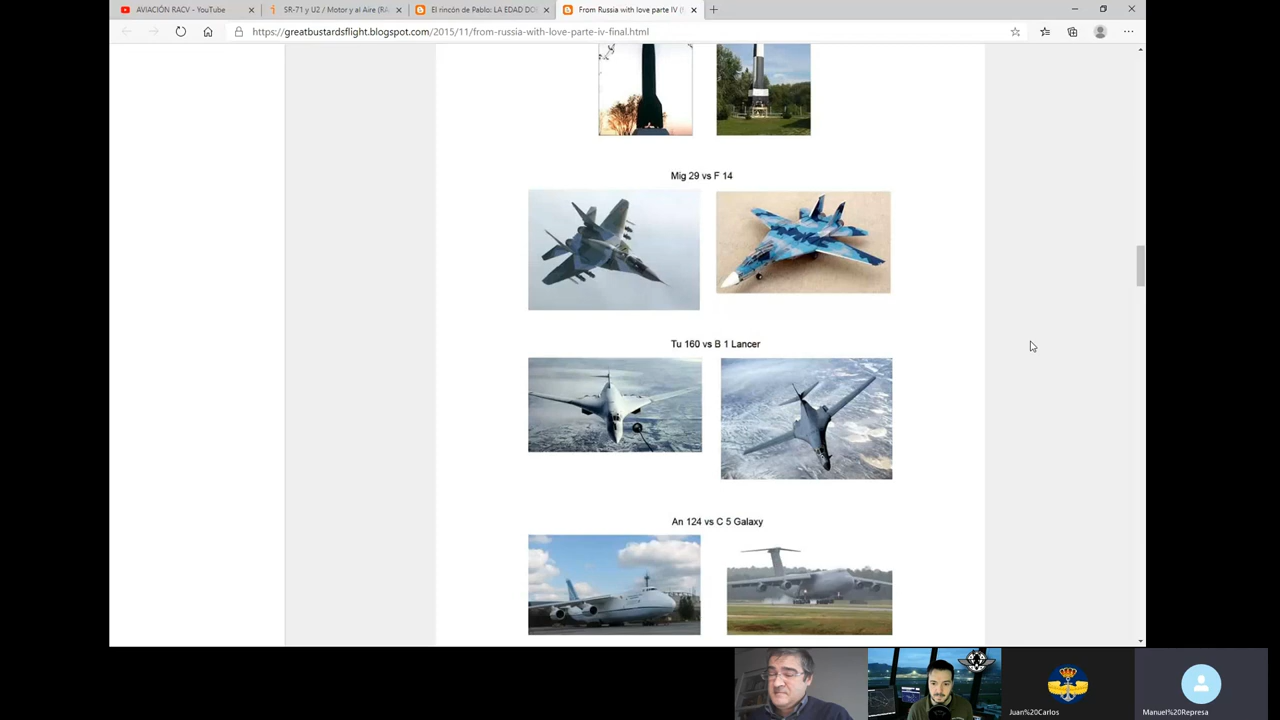 AVIACIÓN RACV - YouTube
SR-71 y U2 / Motor y al Aire (RA
El rincón de Pablo: LA EDAD DO
From Russia with love parte IV (
https://greatbustardsflight.blogspot.com/2015/11/from-russia-with-love-parte-iv-final.html
Mig 29 vs F 14
Tu 160 vs B 1 Lancer
An 124 vs C 5 Galaxy
Juan%20Carlos
Manuel%20Represa